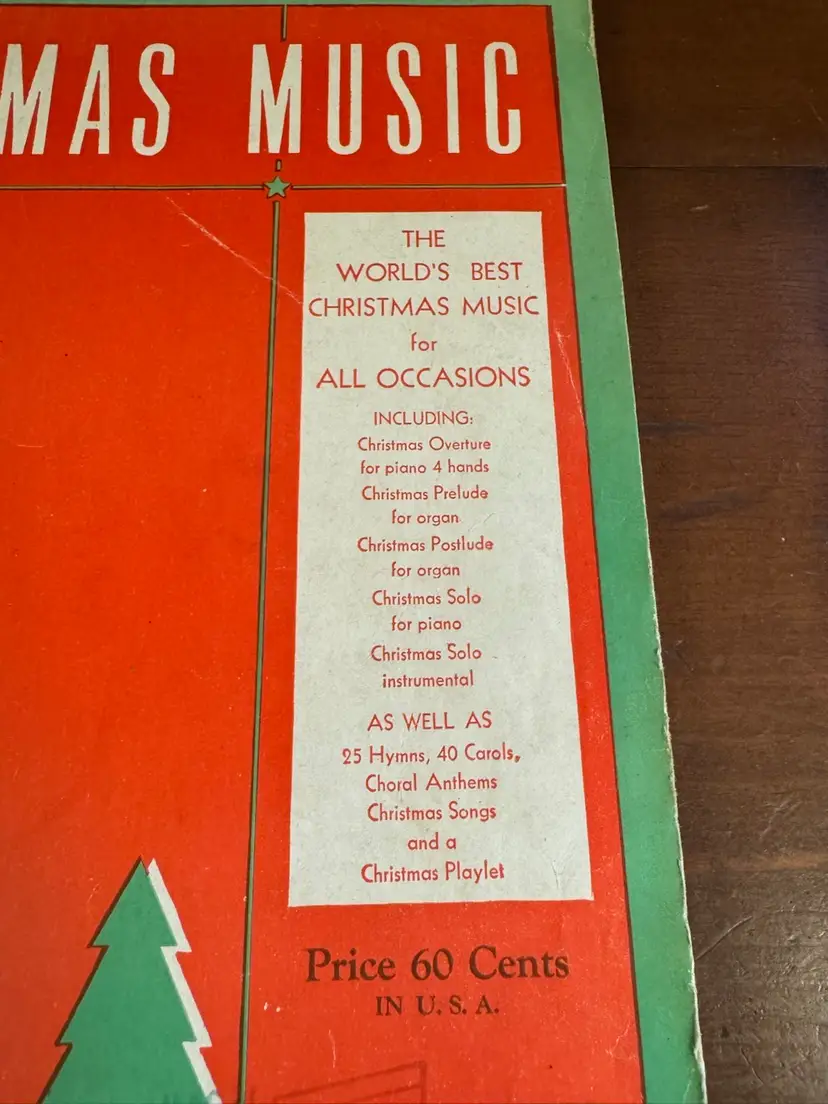 MAS MUSIC
THE
WORLD'S BEST
CHRISTMAS MUSIC
for
ALL OCCASIONS
INCLUDING:
Christmas Overture
for piano 4 hands
Christmas Prelude
for organ
Christmas Postlude
for organ
Christmas Solo
for piano
Christmas Solo
instrumental
AS WELL AS
25 Hymns, 40 Carols,
Choral Anthems
Christmas Songs
and a
Christmas Playlet
Price 60 Cents
IN U. S. A.